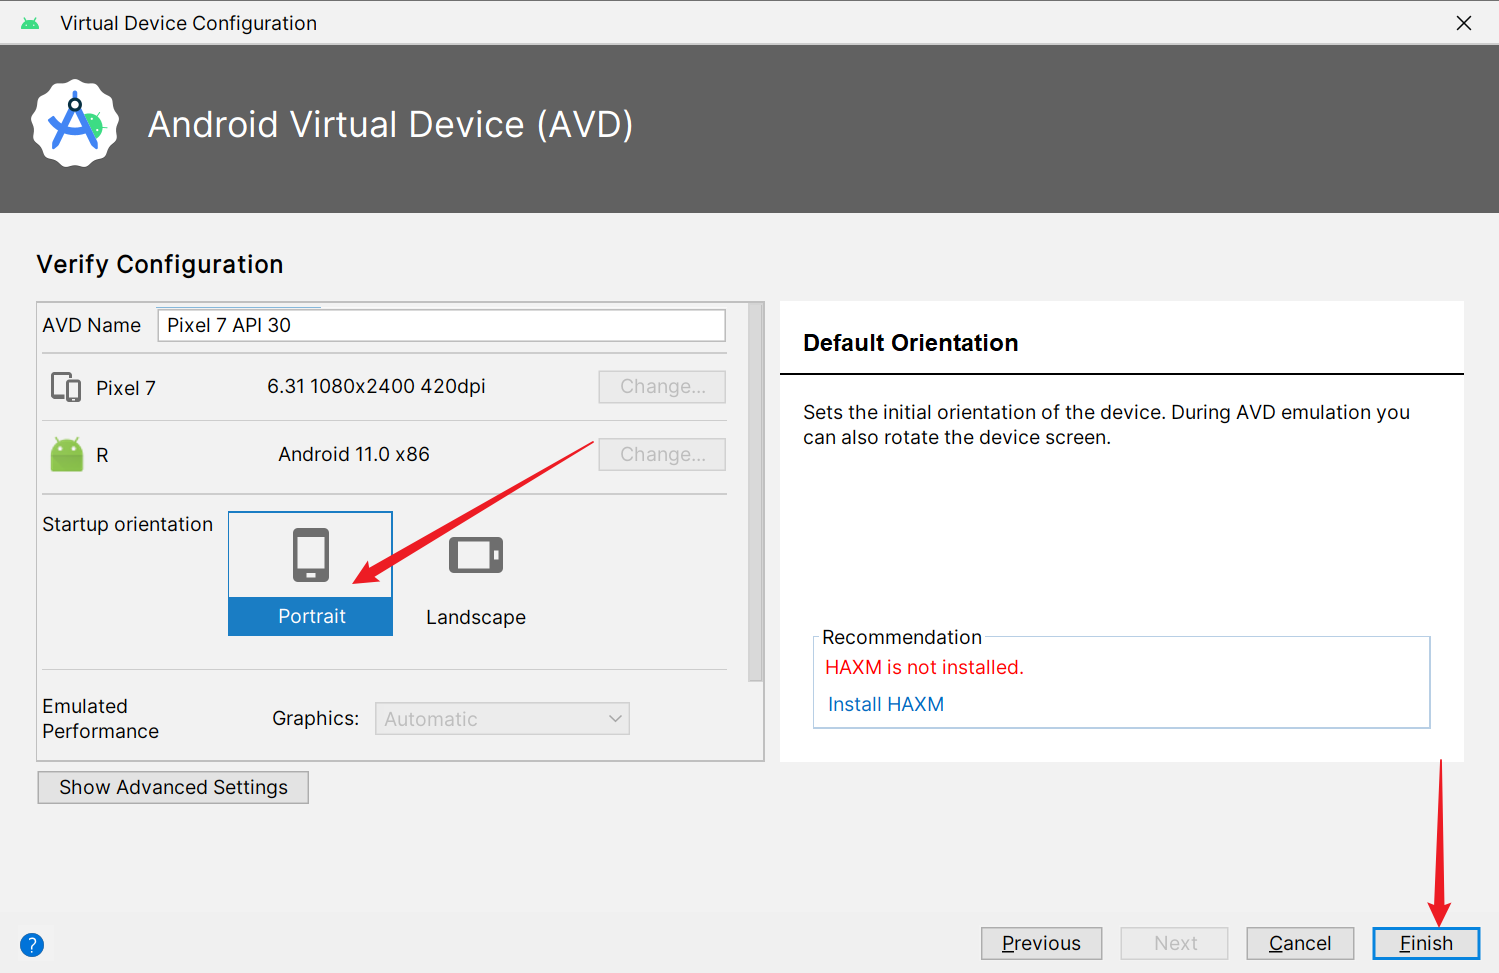 Virtual Device Configuration
Android Virtual Device (AVD)
Verify Configuration
AVD Name
Pixel 7 API 30
Pixel 7
6.31 1080x2400 420dpi
Change...
R
Android 11.0 x86
Change...
Startup orientation
Portrait
Landscape
Emulated
Performance
Graphics:
Automatic
Show Advanced Settings
Default Orientation
Sets the initial orientation of the device. During AVD emulation you
can also rotate the device screen.
Recommendation
HAXM is not installed.
Install HAXM
?
Previous
Next
Cancel
Finish